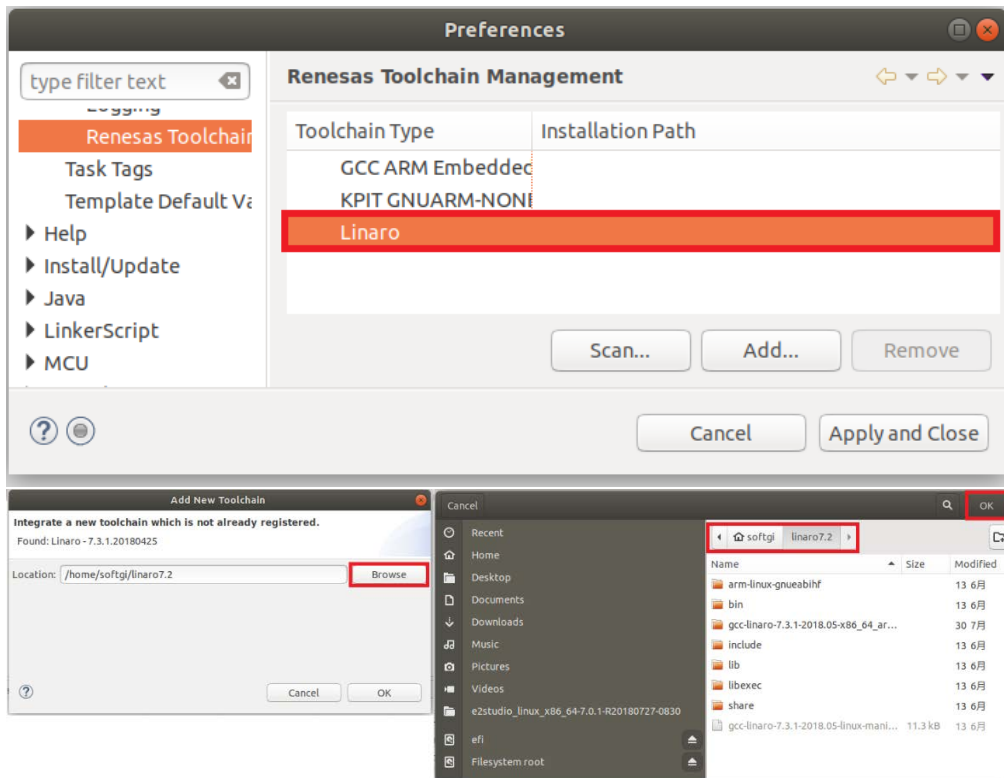 Preferences
type filter text
Renesas Toolchain Management
Logging
Renesas Toolchain
Task Tags
Template Default Va
Help
Install/Update
Java
LinkerScript
MCU
Toolchain Type Installation Path
GCC ARM Embedded
KPIT GNUARM-NON
Linaro
Scan... Add... Remove
Cancel Apply and Close
Add New Toolchain
Integrate a new toolchain which is not already registered.
Found: Linaro - 7.3.1.20180425
Location: /home/softgi/linaro7.2 Browse
Cancel OK
Cancel OK
Recent
Home
Desktop
Documents
Downloads
Music
Pictures
Videos
e2studio_linux_x86_64-7.0.1-R20180727-0830
efi
Filesystem root
softgi linaro7.2
Name Size Modified
arm-linux-gnueabihf 13 6月
bin 13 6月
gcc-linaro-7.3.1-2018.05-x86_64_ar... 30 7月
include 13 6月
lib 13 6月
libexec 13 6月
share 13 6月
gcc-linaro-7.3.1-2018.05-linux-mani... 11.3 kB 13 6月